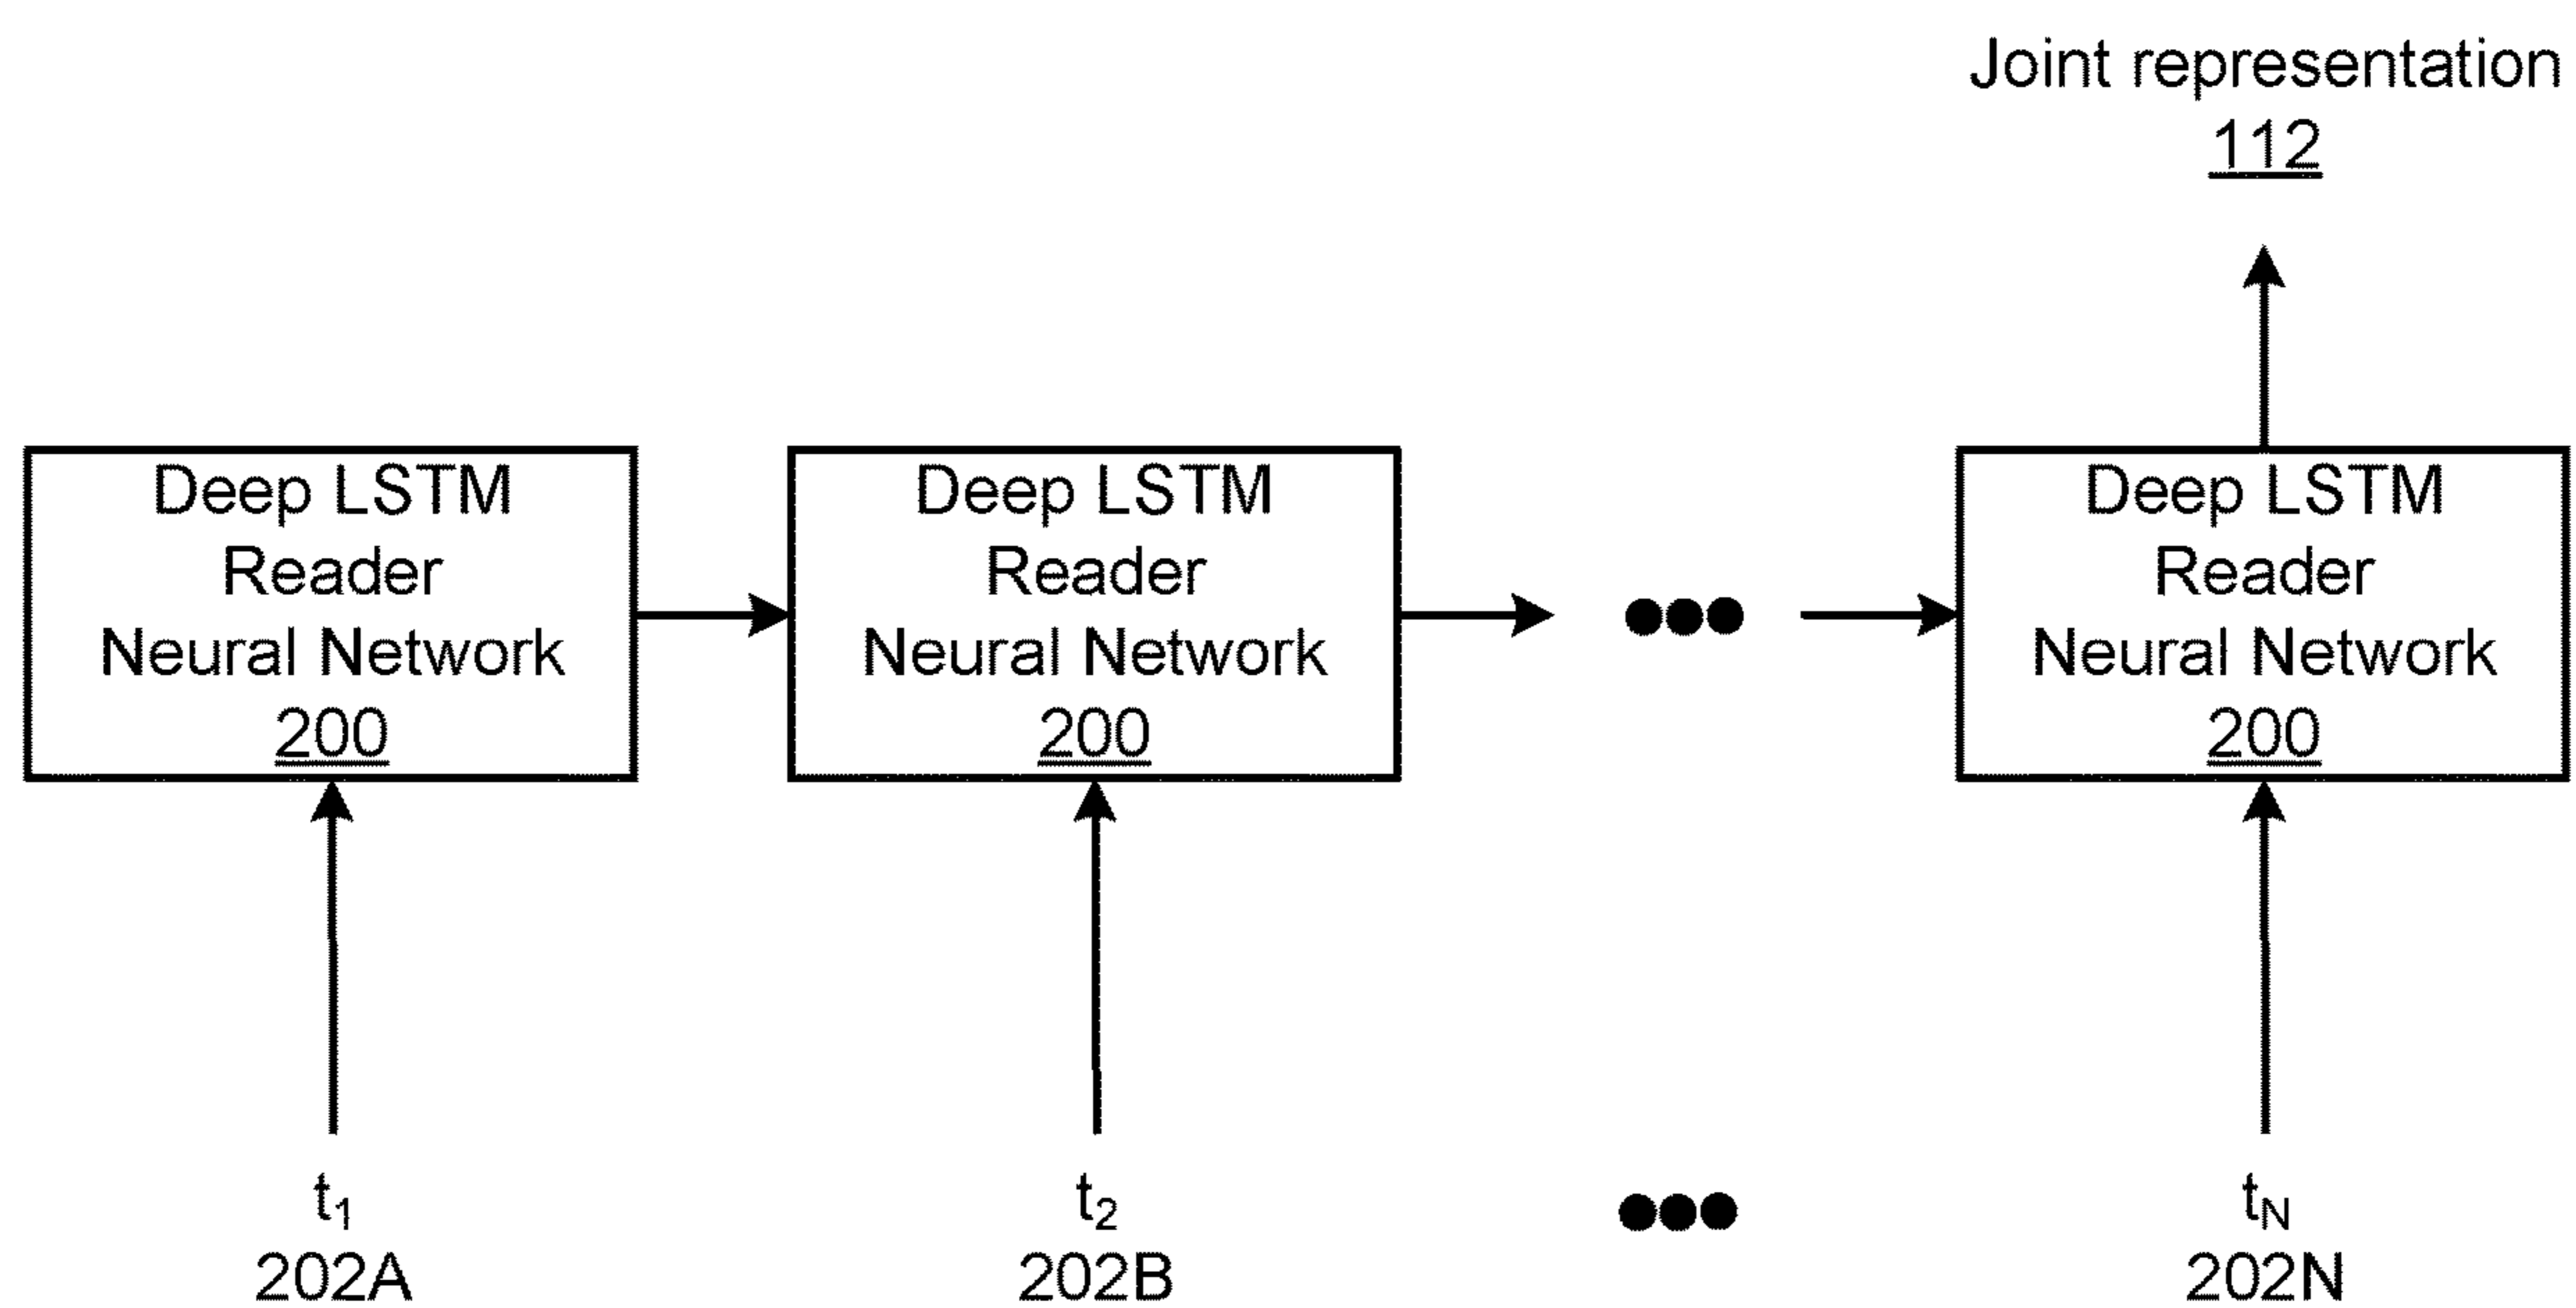 Joint representation
112
Deep LSTM
Reader
Neural Network
200
Deep LSTM
Reader
Neural Network
200
Deep LSTM
Reader
Neural Network
200
t₁
202A
t₂
202B
t_N
202N